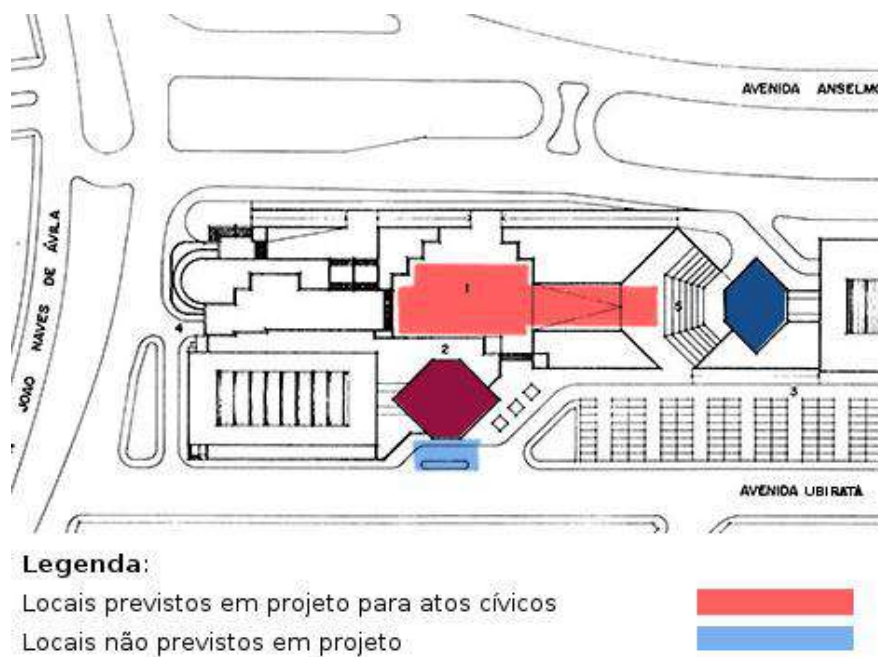 AVENIDA ANSELMO
JOÃO NAVES DE ÁVILA
1
5
4
2
3
AVENIDA UBIRATÃ
Legenda:
Locais previstos em projeto para atos cívicos
Locais não previstos em projeto